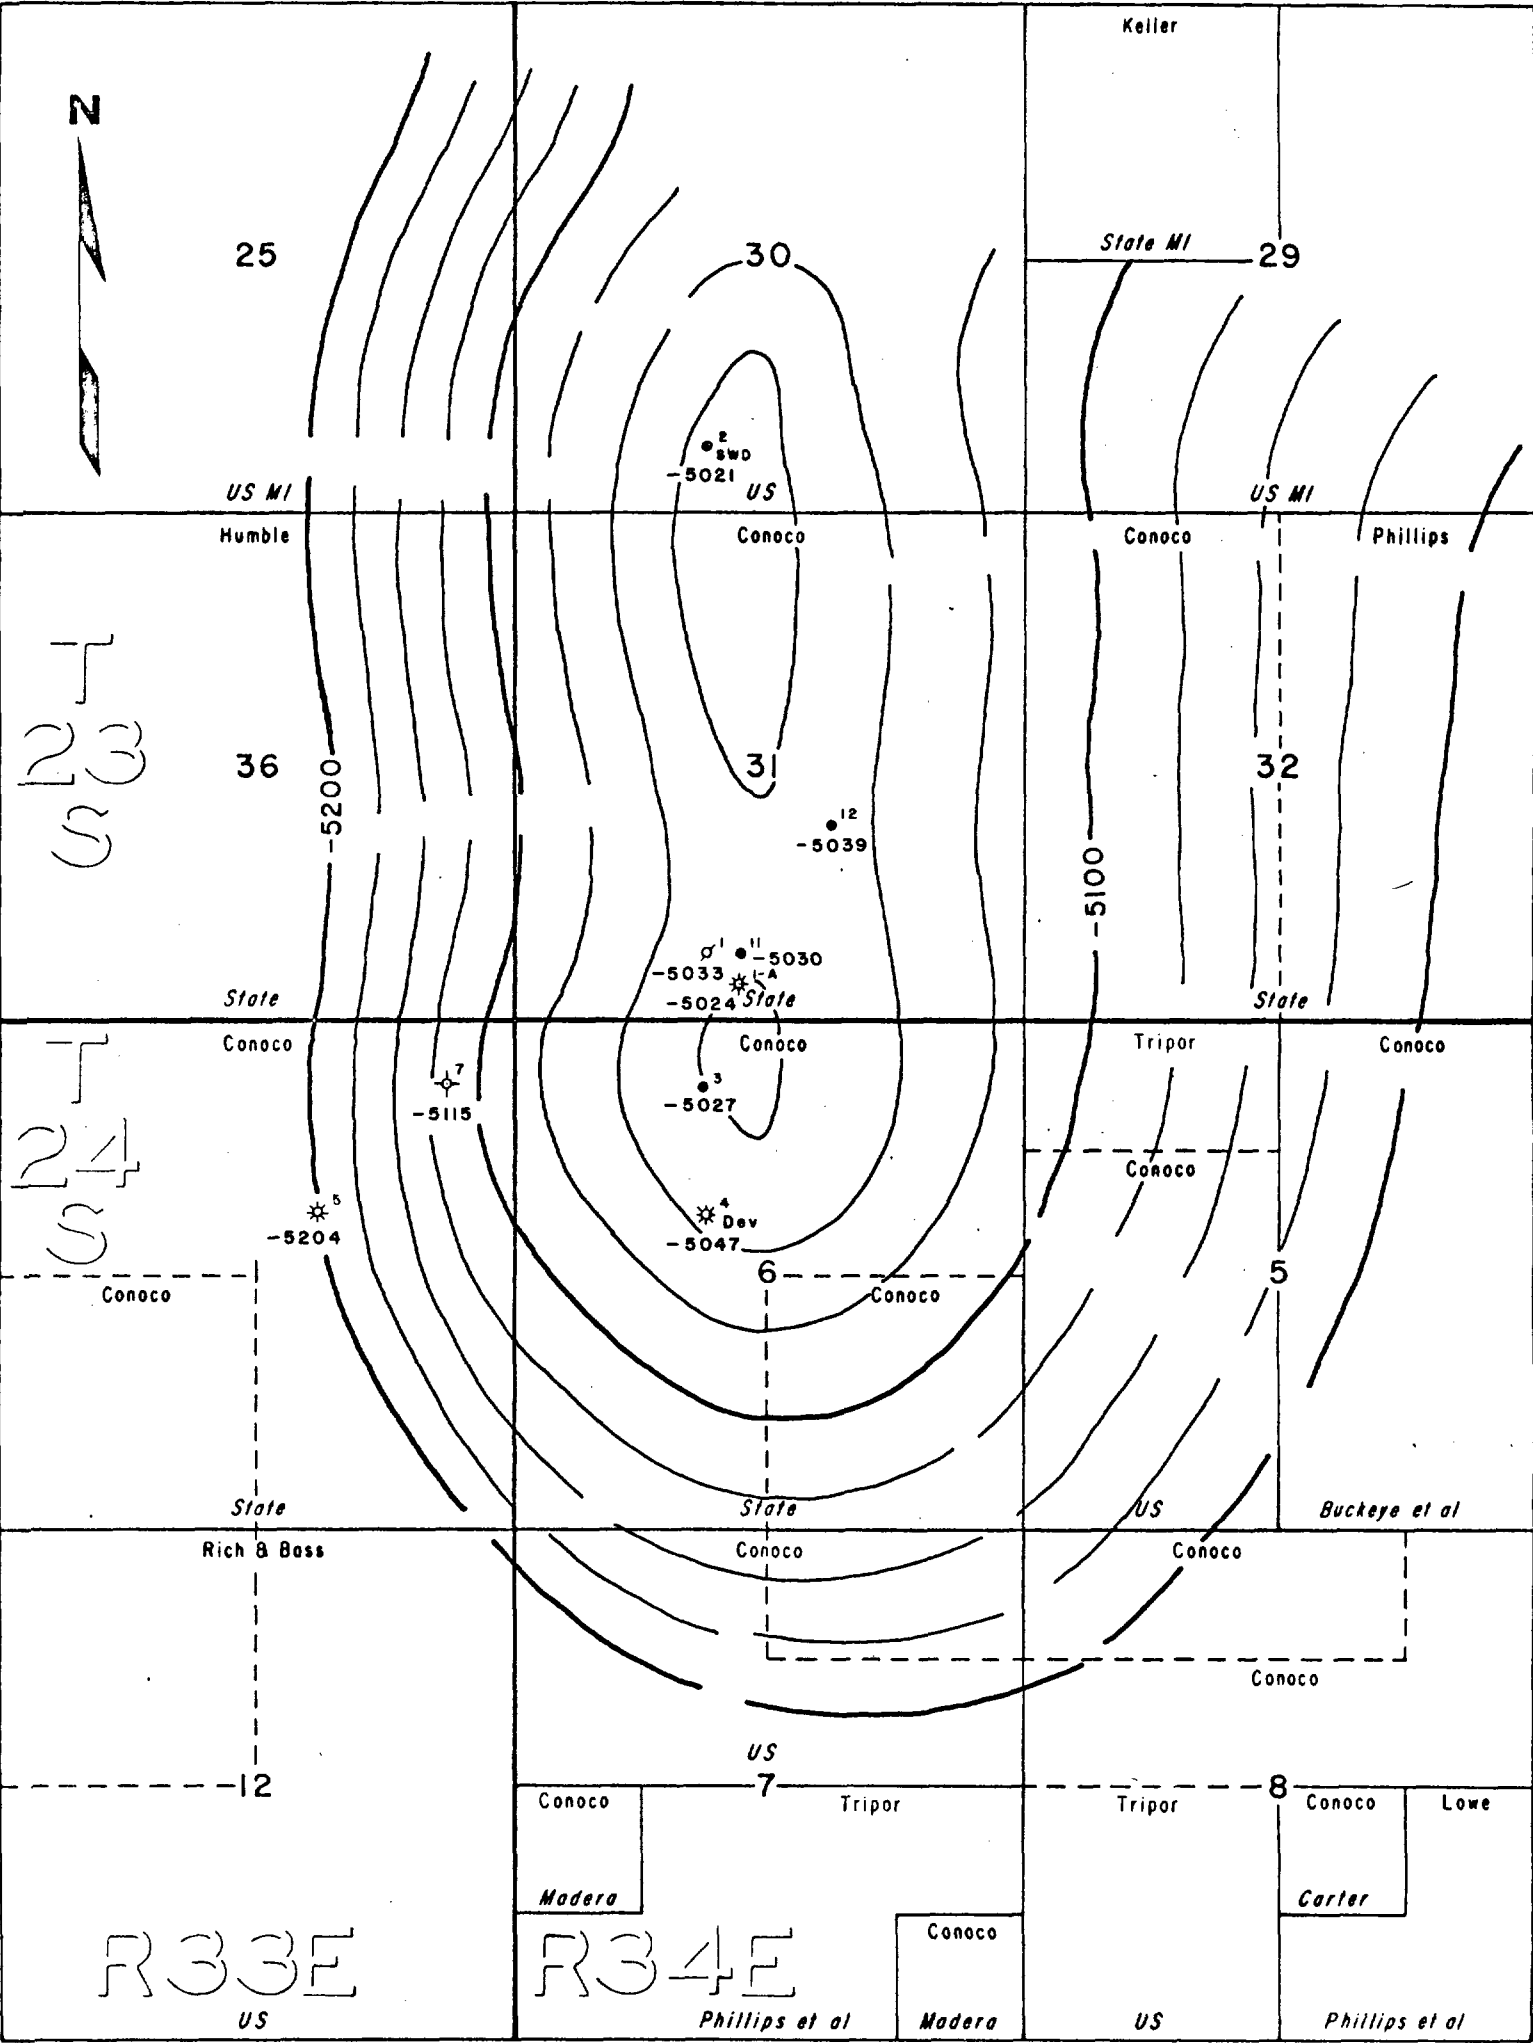 Keller
N
25
30
State MI
29
2
SWD
-5021
US MI
US
US MI
Humble
Conoco
Conoco
Phillips
T
23
S
36
-5200
31
32
12
-5039
-5100
1
11
-5030
-5033
1-A
-5024
State
State
State
Conoco
Conoco
Tripor
Conoco
T
24
S
7
-5115
3
-5027
Conoco
5
-5204
4
Dev
-5047
6
5
Conoco
Conoco
State
State
US
Buckeye et al
Rich & Bass
Conoco
Conoco
Conoco
US
12
7
8
Conoco
Tripor
Tripor
Conoco
Lowe
Madera
Carter
Conoco
R33E
R34E
US
Phillips et al
Madera
US
Phillips et al